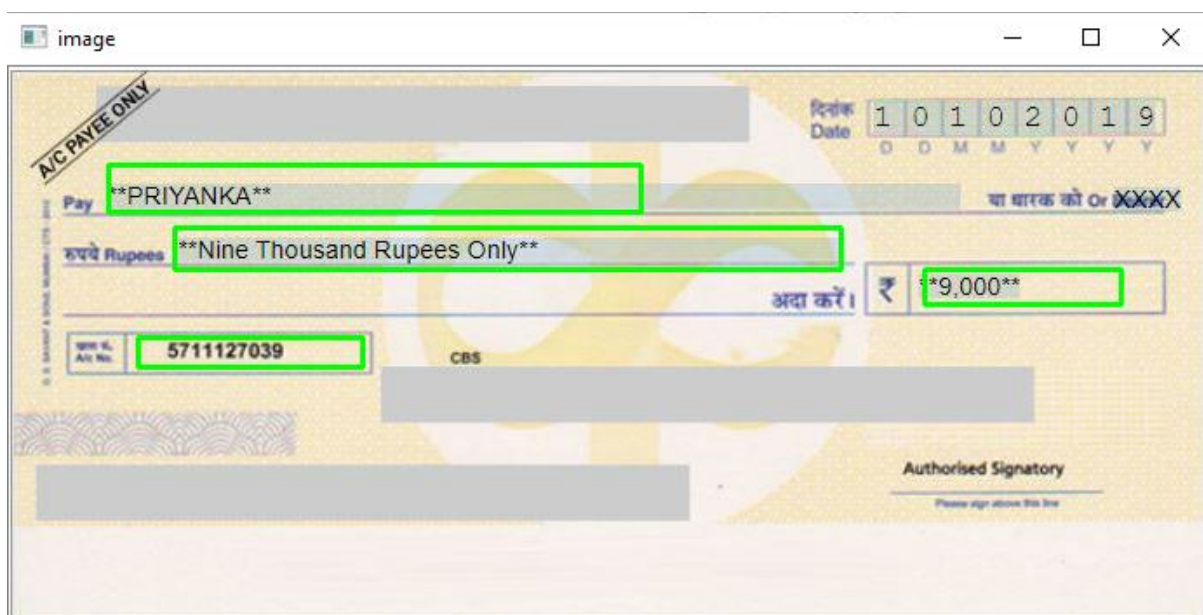 image
A/C PAYEE ONLY
दिनांक
Date
1 0 1 0 2 0 1 9
D D M M Y Y Y Y
Pay **PRIYANKA** या धारक को Or XXXX
रुपये Rupees **Nine Thousand Rupees Only**
अदा करें। ₹ **9,000**
खाता सं.
A/c No. 5711127039
CBS
Authorised Signatory
Please sign above this line